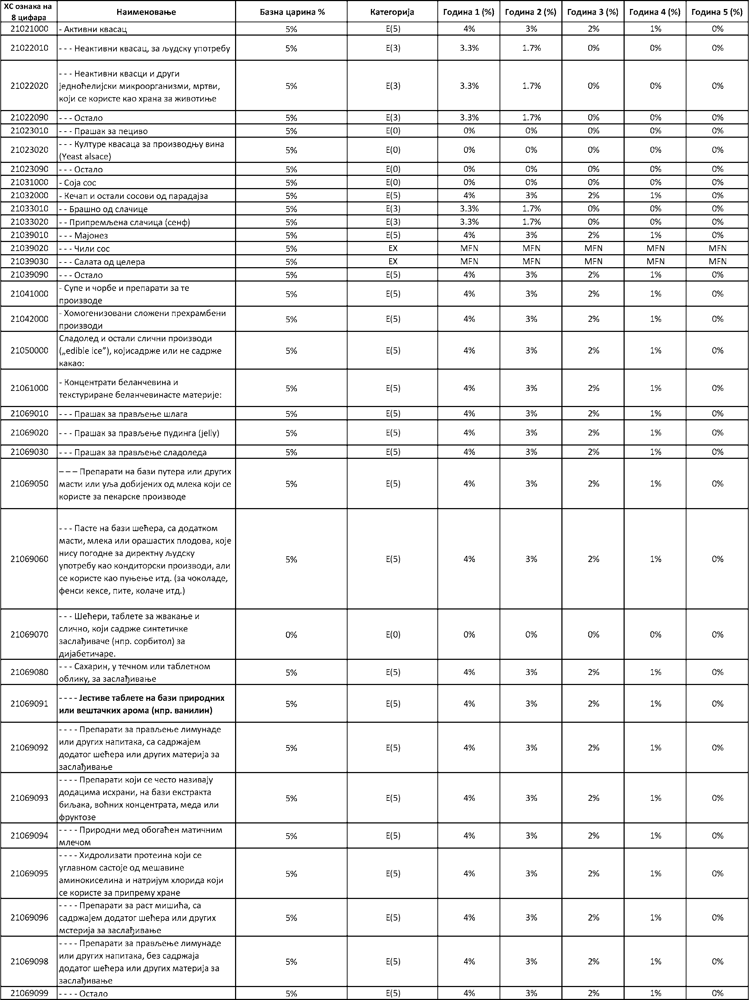 ХС ознака на 8 цифара Наименовање Базна царина % Категорија Година 1 (%) Година 2 (%) Година 3 (%) Година 4 (%) Година 5 (%)
21021000 - Активни квасац 5% E(5) 4% 3% 2% 1% 0%
21022010 - - - Неактивни квасац, за људску употребу 5% E(3) 3.3% 1.7% 0% 0% 0%
- - - Неактивни квасци и други
21022020 једноћелијски микроорганизми, мртви, 5% E(3) 3.3% 1.7% 0% 0% 0%
који се користе као храна за животиње
21022090 - - - Остало 5% E(3) 3.3% 1.7% 0% 0% 0%
21023010 - - - Прашак за пециво 5% E(0) 0% 0% 0% 0% 0%
21023020 - - - Културе квасаца за производњу вина 5% E(0) 0% 0% 0% 0% 0%
(Yeast alsace)
21023090 - - - Остало 5% E(0) 0% 0% 0% 0% 0%
21031000 - Соја сос 5% E(0) 0% 0% 0% 0% 0%
21032000 - Кечап и остали сосови од парадајза 5% E(5) 4% 3% 2% 1% 0%
21033010 - - Брашно од слачице 5% E(3) 3.3% 1.7% 0% 0% 0%
21033020 - - Припремљена слачица (сенф) 5% E(3) 3.3% 1.7% 0% 0% 0%
21039010 - - - Мајонез 5% E(5) 4% 3% 2% 1% 0%
21039020 - - - Чили сос 5% EX MFN MFN MFN MFN MFN
21039030 - - - Салата од целера 5% EX MFN MFN MFN MFN MFN
21039090 - - - Остало 5% E(5) 4% 3% 2% 1% 0%
21041000 - Супе и чорбе и препарати за те 5% E(5) 4% 3% 2% 1% 0%
производе
21042000 - Хомогенизовани сложени прехрамбени 5% E(5) 4% 3% 2% 1% 0%
производи
Сладолед и остали слични производи
21050000 („edible ice”), којисадрже или не садрже 5% E(5) 4% 3% 2% 1% 0%
какао:
21061000 - Концентрати беланчевина и 5% E(5) 4% 3% 2% 1% 0%
текстуриране беланчевинасте материје:
21069010 - - - Прашак за прављење шлага 5% E(5) 4% 3% 2% 1% 0%
21069020 - - - Прашак за прављење пудинга (jelly) 5% E(5) 4% 3% 2% 1% 0%
21069030 - - - Прашак за прављење сладоледа 5% E(5) 4% 3% 2% 1% 0%
– – – Препарати на бази путера или других
21069050 масти или уља добијених од млека који се 5% E(5) 4% 3% 2% 1% 0%
користе за пекарске производе
- - - Пасте на бази шећера, са додатком
масти, млека или орашастих плодова, које
21069060 нису погодне за директну људску 5% E(5) 4% 3% 2% 1% 0%
употребу као кондиторски производи, али
се користе као пуњење итд. (за чоколаде,
фенси кексе, пите, колаче итд.)
- - - Шећери, таблете за жвакање и
слично, који садрже синтетичке
21069070 заслађиваче (нпр. сорбитол) за 0% E(0) 0% 0% 0% 0% 0%
дијабетичаре.
21069080 - - - Сахарин, у течном или таблетном 5% E(5) 4% 3% 2% 1% 0%
облику, за заслађивање
21069091 - - - - Јестиве таблете на бази природних 5% E(5) 4% 3% 2% 1% 0%
или вештачких арома (нпр. ванилин)
- - - - Препарати за прављење лимунаде
или других напитака, са садржајем
21069092 додатог шећера или других материја за 5% E(5) 4% 3% 2% 1% 0%
заслађивање
- - - - Препарати који се често називају
додацима исхрани, на бази екстракта
21069093 биљака, воћних концентрата, меда или 5% E(5) 4% 3% 2% 1% 0%
фруктозе
21069094 - - - - Природни мед обогаћен матичним 5% E(5) 4% 3% 2% 1% 0%
млечом
- - - - Хидролизати протеина који се
углавном састоје од мешавине
21069095 аминокиселина и натријум хлорида који 5% E(5) 4% 3% 2% 1% 0%
се користе за припрему хране
- - - - Препарати за раст мишића, са
21069096 садржајем додатог шећера или других 5% E(5) 4% 3% 2% 1% 0%
мстерија за заслађивање
- - - - Препарати за прављење лимунаде
или других напитака, без садржаја
21069098 додатог шећера или других материја за 5% E(5) 4% 3% 2% 1% 0%
заслађивање
21069099 - - - - Остало 5% E(5) 4% 3% 2% 1% 0%